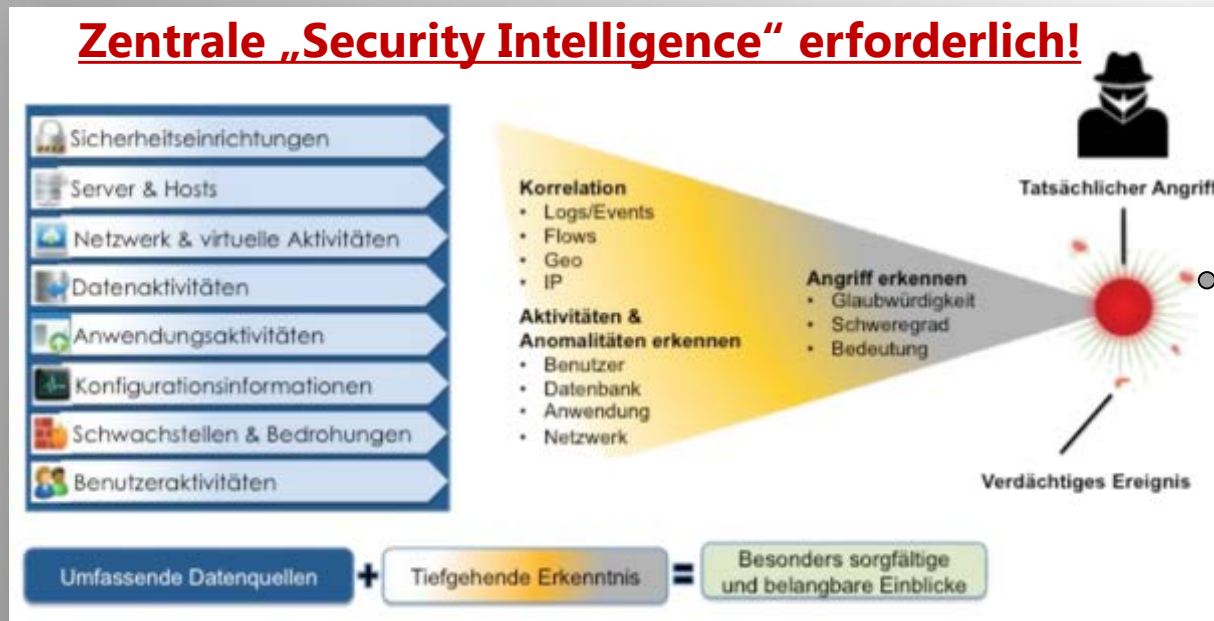 Zentrale „Security Intelligence“ erforderlich!
Sicherheitseinrichtungen
Server & Hosts
Netzwerk & virtuelle Aktivitäten
Datenaktivitäten
Anwendungsaktivitäten
Konfigurationsinformationen
Schwachstellen & Bedrohungen
Benutzeraktivitäten
Korrelation
• Logs/Events
• Flows
• Geo
• IP
Aktivitäten &
Anomalitäten erkennen
• Benutzer
• Datenbank
• Anwendung
• Netzwerk
Angriff erkennen
• Glaubwürdigkeit
• Schweregrad
• Bedeutung
Tatsächlicher Angriff
Verdächtiges Ereignis
Umfassende Datenquellen
+
Tiefgehende Erkenntnis
=
Besonders sorgfältige
und belangbare Einblicke